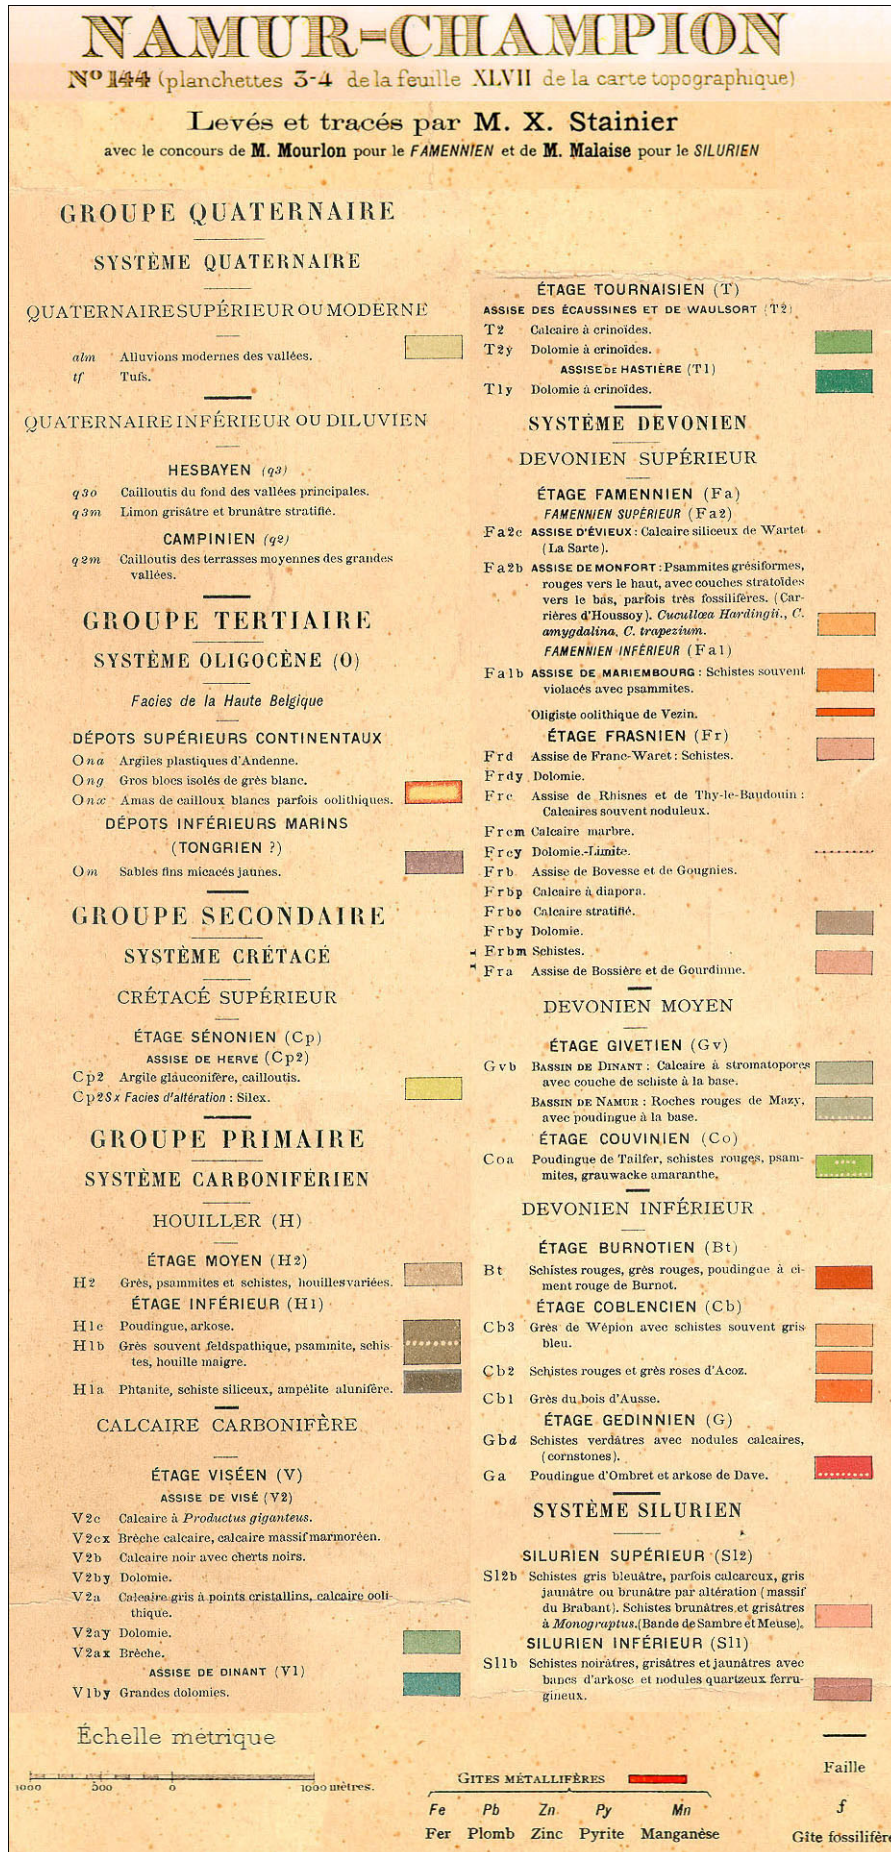 NAMUR=CHAMPION
No 144 (planchettes 3-4 de la feuille XLVII de la carte topographique)
Levés et tracés par M. X. Stainier
avec le concours de M. Mourlon pour le FAMENNIEN et de M. Malaise pour le SILURIEN
GROUPE QUATERNAIRE
SYSTÈME QUATERNAIRE
QUATERNAIRE SUPÉRIEUR OU MODERNE
alm Alluvions modernes des vallées.
tf Tufs.
QUATERNAIRE INFÉRIEUR OU DILUVIEN
HESBAYEN (q3)
q3o Cailloutis du fond des vallées principales.
q3m Limon grisâtre et brunâtre stratifié.
CAMPINIEN (q2)
q2m Cailloutis des terrasses moyennes des grandes
vallées.
GROUPE TERTIAIRE
SYSTÈME OLIGOCÈNE (O)
Facies de la Haute Belgique
DÉPOTS SUPÉRIEURS CONTINENTAUX
Ona Argiles plastiques d'Andenne.
Ong Gros blocs isolés de grès blanc.
Onx Amas de cailloux blancs parfois oolithiques.
DÉPOTS INFÉRIEURS MARINS
(TONGRIEN ?)
Om Sables fins micacés jaunes.
GROUPE SECONDAIRE
SYSTÈME CRÉTACÉ
CRÉTACÉ SUPÉRIEUR
ÉTAGE SÉNONIEN (Cp)
ASSISE DE HERVE (Cp2)
Cp2 Argile glauconifère, cailloutis.
Cp2Sx Facies d'altération : Silex.
GROUPE PRIMAIRE
SYSTÈME CARBONIFÉRIEN
HOUILLER (H)
ÉTAGE MOYEN (H2)
H2 Grès, psammites et schistes, houilles variées.
ÉTAGE INFÉRIEUR (H1)
H1c Poudingue, arkose.
H1b Grès souvent feldspathique, psammite, schis-
tes, houille maigre.
H1a Phtanite, schiste siliceux, ampélite alunifère.
CALCAIRE CARBONIFÈRE
ÉTAGE VISÉEN (V)
ASSISE DE VISÉ (V2)
V2c Calcaire à Productus giganteus.
V2cx Brèche calcaire, calcaire massif marmoréen.
V2b Calcaire noir avec cherts noirs.
V2by Dolomie.
V2a Calcaire gris à points cristallins, calcaire ooli-
thique.
V2ay Dolomie.
V2ax Brèche.
ASSISE DE DINANT (V1)
V1by Grandes dolomies.
ÉTAGE TOURNAISIEN (T)
ASSISE DES ÉCAUSSINES ET DE WAULSORT (T2)
T2 Calcaire à crinoïdes.
T2y Dolomie à crinoïdes.
ASSISE DE HASTIÈRE (T1)
T1y Dolomie à crinoïdes.
SYSTÈME DEVONIEN
DEVONIEN SUPÉRIEUR
ÉTAGE FAMENNIEN (Fa)
FAMENNIEN SUPÉRIEUR (Fa2)
Fa2c ASSISE D'ÉVIEUX : Calcaire siliceux de Wartet
(La Sarte).
Fa2b ASSISE DE MONFORT : Psammites grésiformes,
rouges vers le haut, avec couches stratoïdes
vers le bas, parfois très fossilifères. (Car-
rières d'Houssoy). Cucullœa Hardingii., C.
amygdalina, C. trapezium.
FAMENNIEN INFÉRIEUR (Fa1)
Fa1b ASSISE DE MARIEMBOURG : Schistes souvent
violacés avec psammites.
Oligiste oolithique de Vezin.
ÉTAGE FRASNIEN (Fr)
Frd Assise de Franc-Waret : Schistes.
Frdy Dolomie.
Frc Assise de Rhisnes et de Thy-le-Baudouin :
Calcaires souvent noduleux.
Frcm Calcaire marbre.
Frcy Dolomie.-Limite.
Frb Assise de Bovesse et de Gougnies.
Frbp Calcaire à diapora.
Frbo Calcaire stratifié.
Frby Dolomie.
Frbm Schistes.
Fra Assise de Bossière et de Gourdinne.
DEVONIEN MOYEN
ÉTAGE GIVETIEN (Gv)
Gvb BASSIN DE DINANT : Calcaire à stromatopores
avec couche de schiste à la base.
BASSIN DE NAMUR : Roches rouges de Mazy,
avec poudingue à la base.
ÉTAGE COUVINIEN (Co)
Coa Poudingue de Tailfer, schistes rouges, psam-
mites, grauwacke amaranthe.
DEVONIEN INFÉRIEUR
ÉTAGE BURNOTIEN (Bt)
Bt Schistes rouges, grès rouges, poudingue à ci-
ment rouge de Burnot.
ÉTAGE COBLENCIEN (Cb)
Cb3 Grès de Wépion avec schistes souvent gris
bleu.
Cb2 Schistes rouges et grès roses d'Acoz.
Cb1 Grès du bois d'Ausse.
ÉTAGE GEDINNIEN (G)
Gbd Schistes verdâtres avec nodules calcaires,
(cornstones).
Ga Poudingue d'Ombret et arkose de Dave.
SYSTÈME SILURIEN
SILURIEN SUPÉRIEUR (Sl2)
Sl2b Schistes gris bleuâtre, parfois calcareux, gris
jaunâtre ou brunâtre par altération (massif
du Brabant). Schistes brunâtres et grisâtres
à Monograptus. (Bande de Sambre et Meuse).
SILURIEN INFÉRIEUR (Sl1)
Sl1b Schistes noirâtres, grisâtres et jaunâtres avec
bancs d'arkose et nodules quartzeux ferru-
gineux.
Échelle métrique
1000 500 0 1000 mètres.
GITES MÉTALLIFÈRES
Fe Pb Zn Py Mn
Fer Plomb Zinc Pyrite Manganèse
Faille
f
Gîte fossilifère